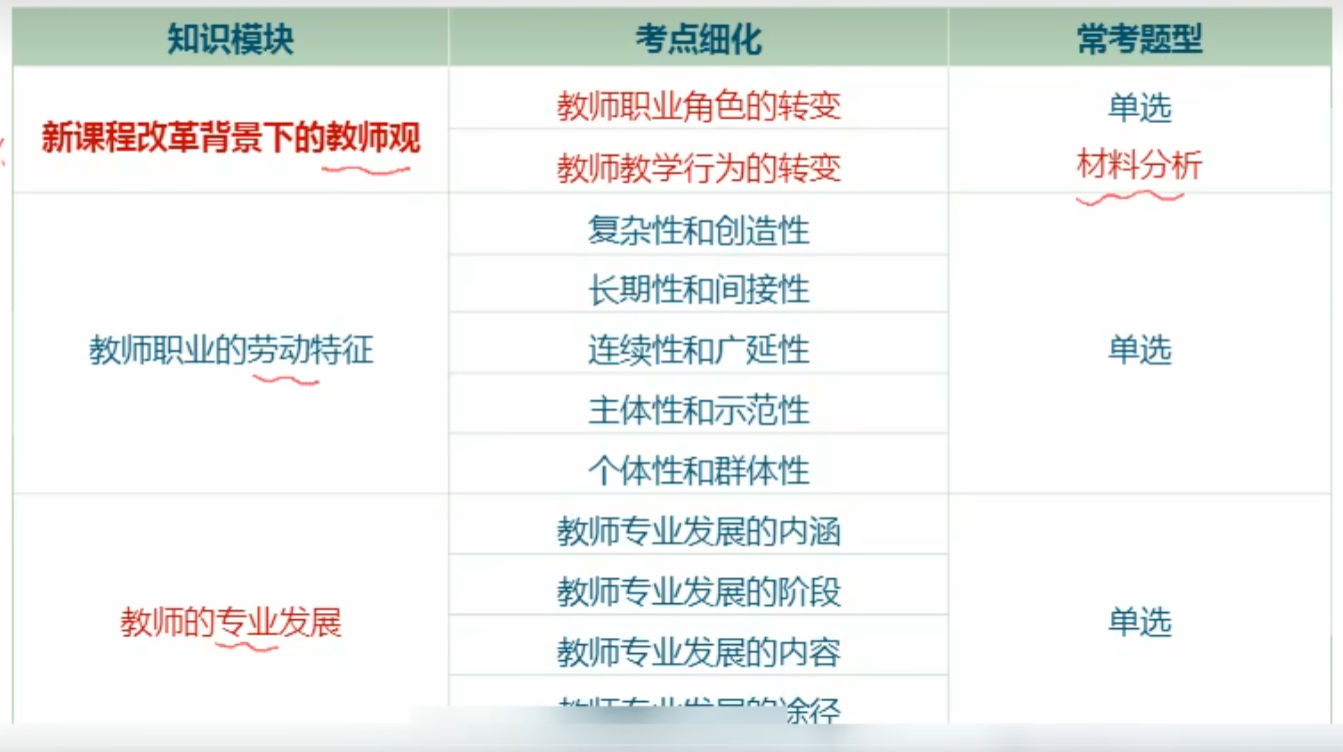 知识模块 考点细化 常考题型
新课程改革背景下的教师观 教师职业角色的转变 单选
教师教学行为的转变 材料分析
教师职业的劳动特征 复杂性和创造性 单选
长期性和间接性
连续性和广延性
主体性和示范性
个体性和群体性
教师的专业发展 教师专业发展的内涵 单选
教师专业发展的阶段
教师专业发展的内容
教师专业发展的途径